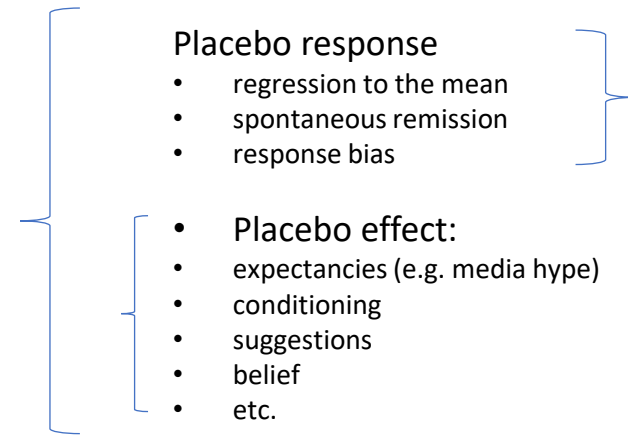 Placebo response
• regression to the mean
• spontaneous remission
• response bias
• Placebo effect:
• expectancies (e.g. media hype)
• conditioning
• suggestions
• belief
• etc.